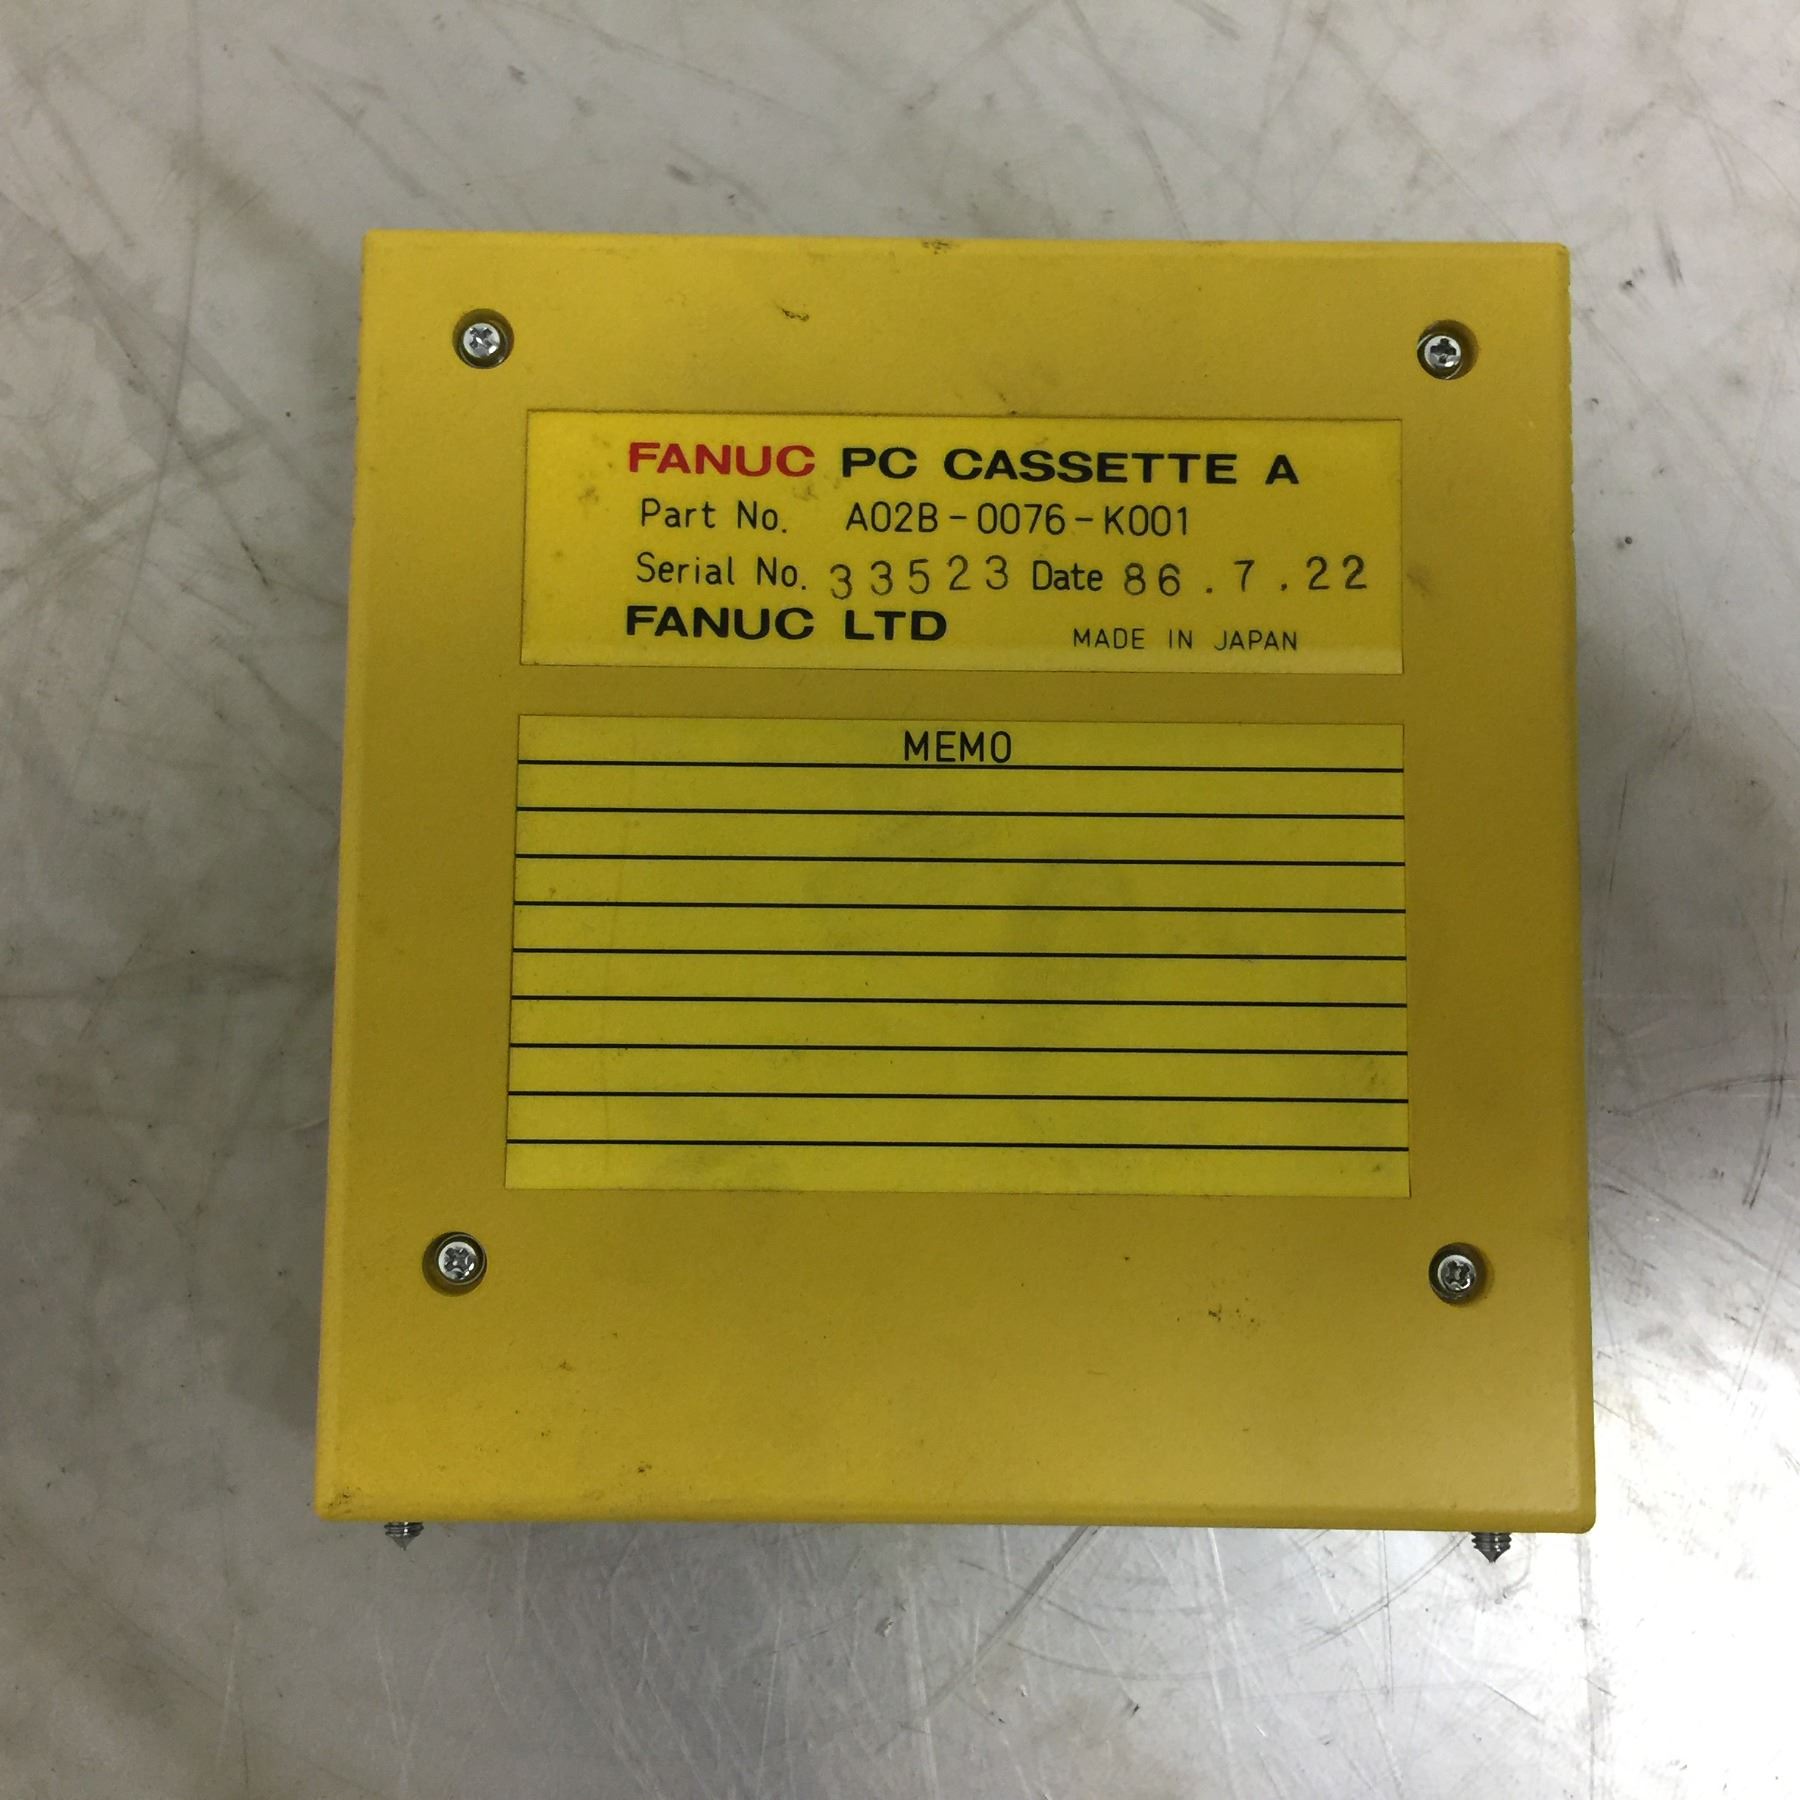 FANUC PC CASSETTE A
Part No. A02B-0076-K001
Serial No. 33523 Date 86.7.22
FANUC LTD MADE IN JAPAN
MEMO